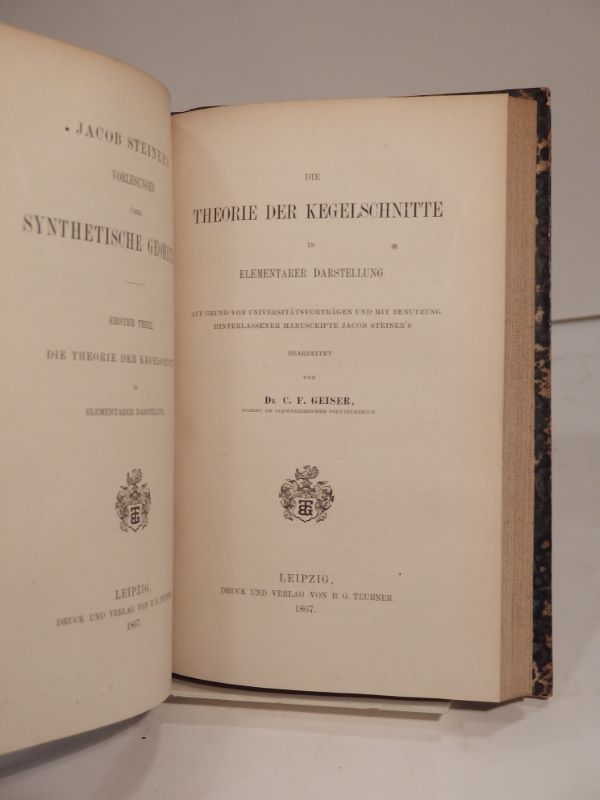 JACOB STEINER'S
VORLESUNGEN
ÜBER
SYNTHETISCHE
ERSTER THEIL.
DIE THEORIE DER KEGELSCHNITTE
IN
ELEMENTARER DARSTELLUNG.
LEIPZIG,
DRUCK UND VERLAG VON B. G. TEUBNER
1867.
DIE
THEORIE DER KEGELSCHNITTE
IN
ELEMENTARER DARSTELLUNG.
AUF GRUND VON UNIVERSITÄTSVORTRÄGEN UND MIT BENUTZUNG
HINTERLASSENER MANUSCRIPTE JACOB STEINER'S
BEARBEITET
VON
DR. C. F. GEISER,
DOCENT AM SCHWEIZERISCHEN POLYTECHNICUM.
LEIPZIG,
DRUCK UND VERLAG VON B. G. TEUBNER.
1867.